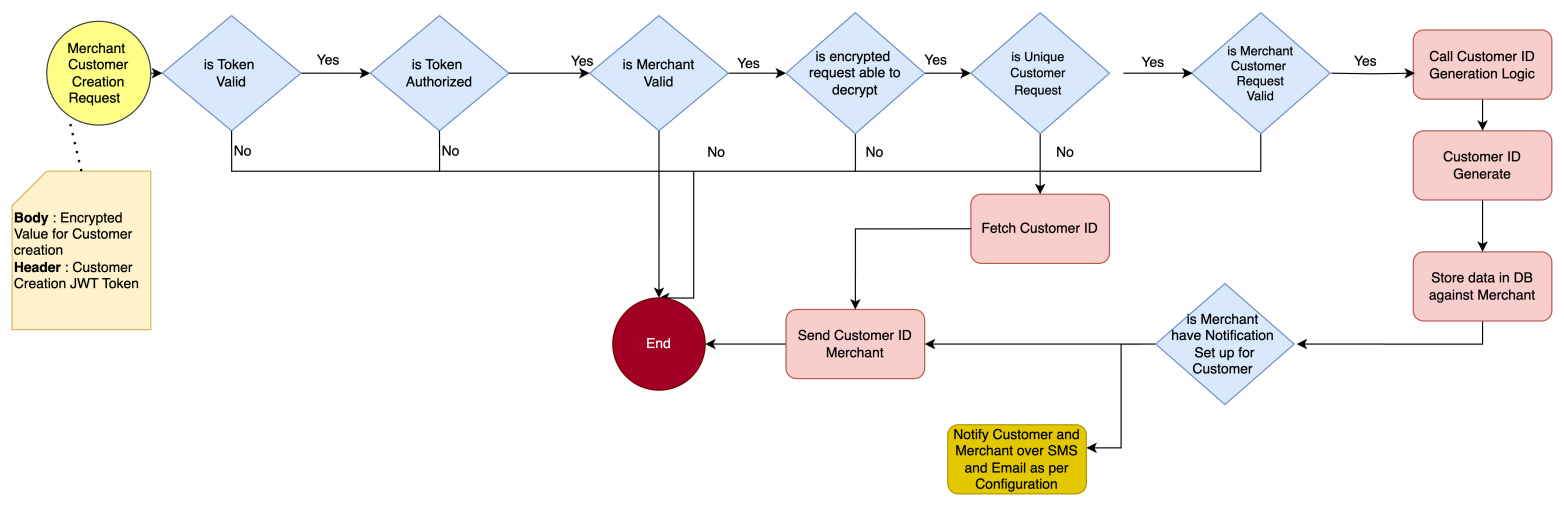 Merchant
Customer
Creation
Request
is Token
Valid
Yes
is Token
Authorized
Yes
is Merchant
Valid
Yes
is encrypted
request able to
decrypt
Yes
is Unique
Customer
Request
Yes
is Merchant
Customer
Request
Valid
Yes
Call Customer ID
Generation Logic
No
No
No
No
No
Customer ID
Generate
Body : Encrypted
Value for Customer
creation
Header : Customer
Creation JWT Token
Fetch Customer ID
Store data in DB
against Merchant
End
Send Customer ID
Merchant
is Merchant
have Notification
Set up for
Customer
Notify Customer and
Merchant over SMS
and Email as per
Configuration